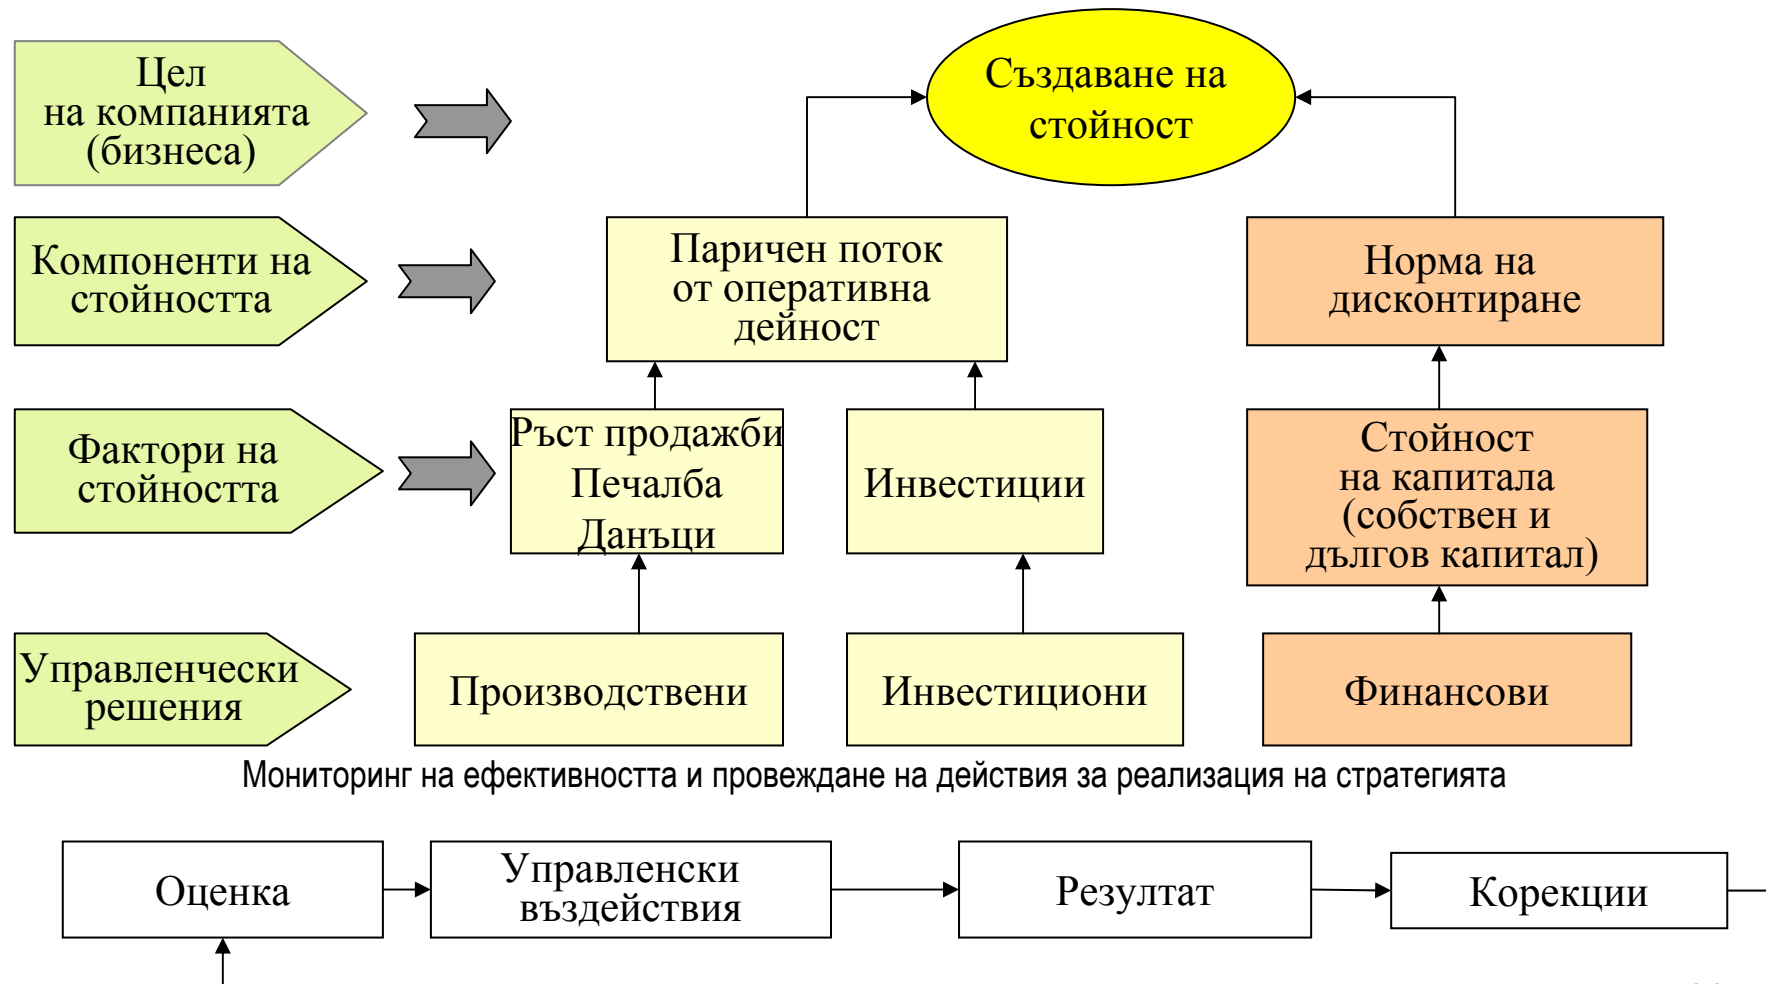 Цел
на компанията
(бизнеса)
Създаване на
стойност
Компоненти на
стойността
Паричен поток
от оперативна
дейност
Норма на
дисконтиране
Фактори на
стойността
Ръст продажби
Печалба
Данъци
Инвестиции
Стойност
на капитала
(собствен и
дългов капитал)
Управленчески
решения
Производствени
Инвестициони
Финансови
Мониторинг на ефективността и провеждане на действия за реализация на стратегията
Оценка
Управленски
въздействия
Резултат
Корекции